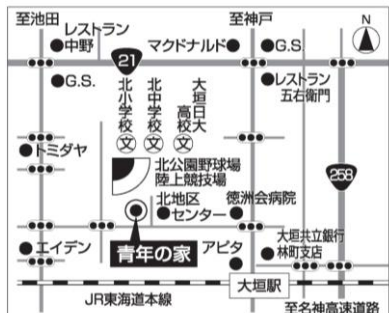 至池田
至神戸
N
レストラン
中野
マクドナルド
G.S.
21
G.S.
レストラン
五右衛門
北小学校
北中学校
大垣日大
高校
文
文
文
トミダヤ
北公園野球場
陸上競技場
258
北地区
センター
徳洲会病院
エイデン
青年の家
アピタ
大垣共立銀行
林町支店
大垣駅
JR東海道本線
至名神高速道路